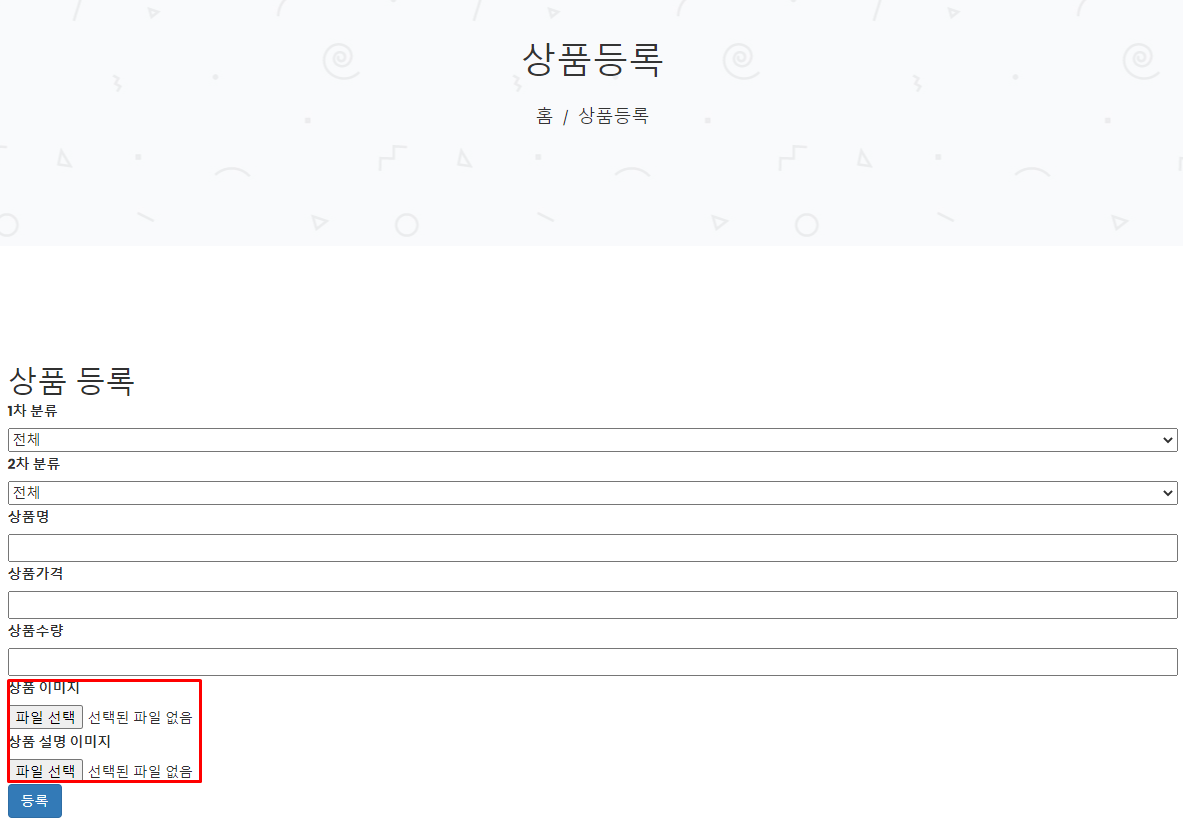 상품등록
홈 / 상품등록
상품 등록
1차 분류
전체
2차 분류
전체
상품명
상품가격
상품수량
상품 이미지
파일 선택 선택된 파일 없음
상품 설명 이미지
파일 선택 선택된 파일 없음
등록